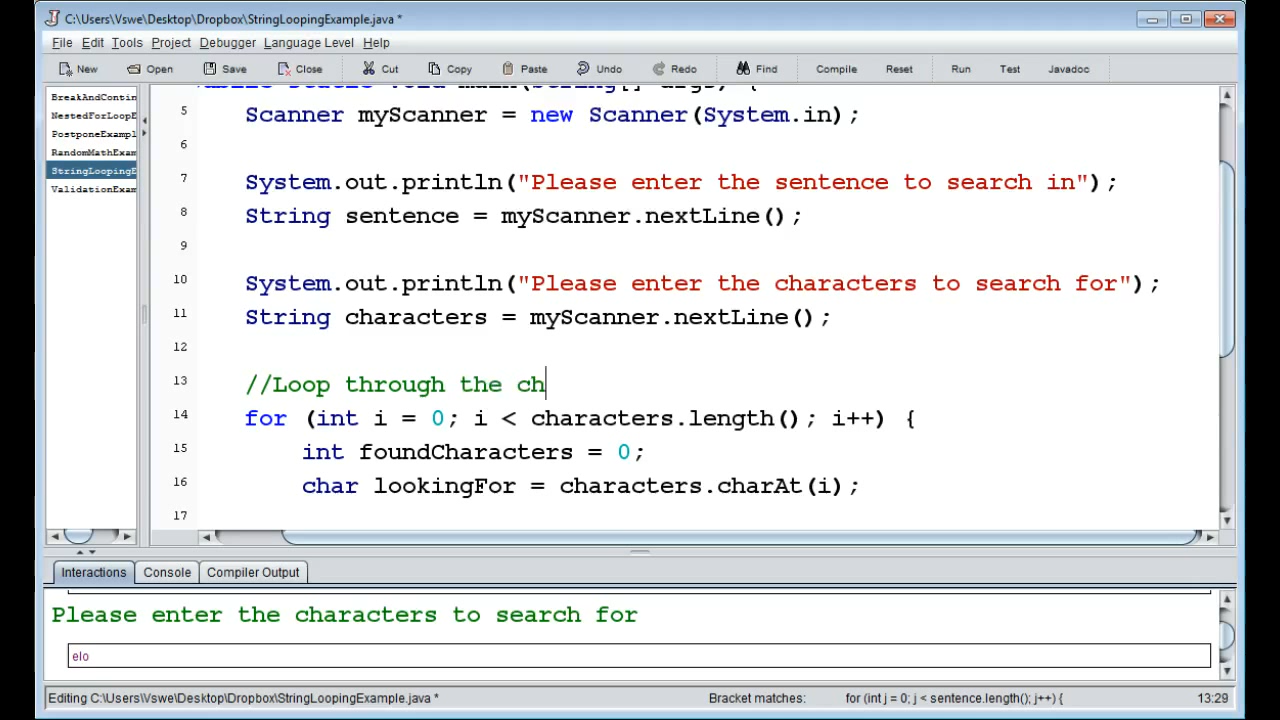 C:\Users\Vswe\Desktop\Dropbox\StringLoopingExample.java *
File Edit Tools Project Debugger Language Level Help
New Open Save Close Cut Copy Paste Undo Redo Find Compile Reset Run Test Javadoc
BreakAndContin
NestedForLoopE
PostponeExampl
RandomMathExam
StringLoopingE
ValidationExam
5 Scanner myScanner = new Scanner(System.in);
6
7 System.out.println("Please enter the sentence to search in");
8 String sentence = myScanner.nextLine();
9
10 System.out.println("Please enter the characters to search for");
11 String characters = myScanner.nextLine();
12
13 //Loop through the ch
14 for (int i = 0; i < characters.length(); i++) {
15 int foundCharacters = 0;
16 char lookingFor = characters.charAt(i);
17
Interactions Console Compiler Output
Please enter the characters to search for
elo
Editing C:\Users\Vswe\Desktop\Dropbox\StringLoopingExample.java * Bracket matches: for (int j = 0; j < sentence.length(); j++) { 13:29